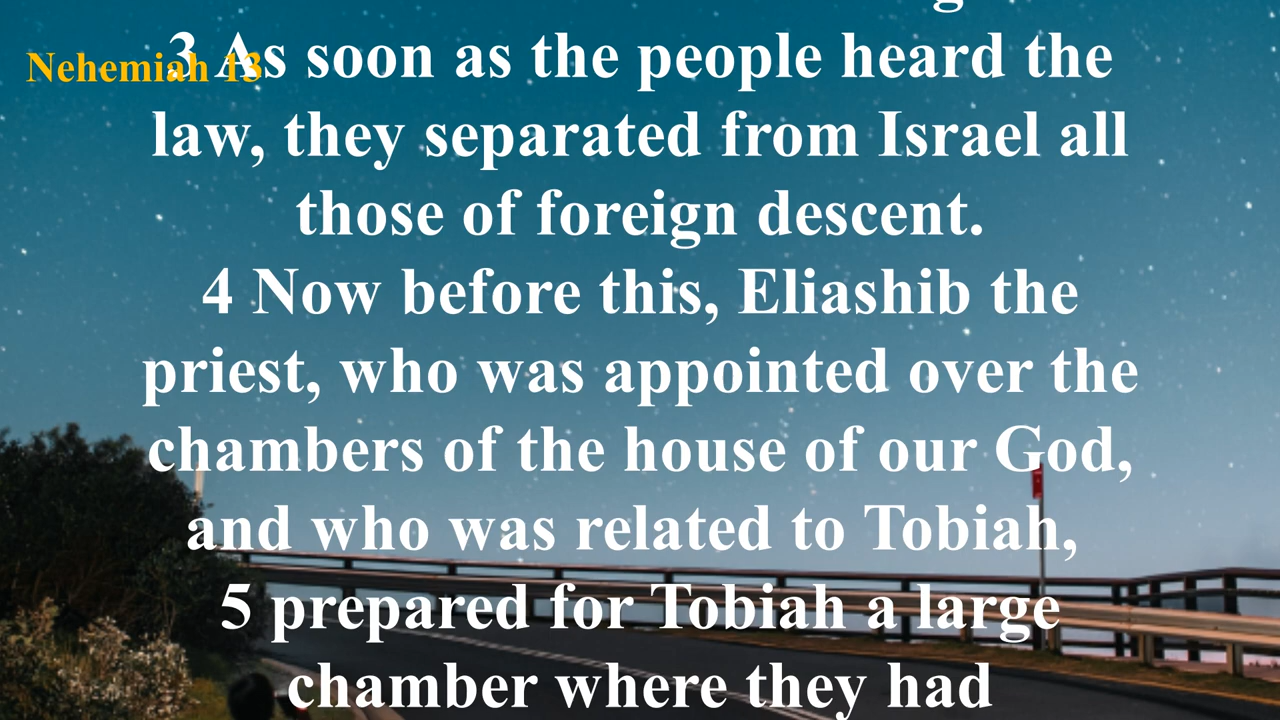 Nehemiah 13
3 As soon as the people heard the
law, they separated from Israel all
those of foreign descent.
4 Now before this, Eliashib the
priest, who was appointed over the
chambers of the house of our God,
and who was related to Tobiah,
5 prepared for Tobiah a large
chamber where they had